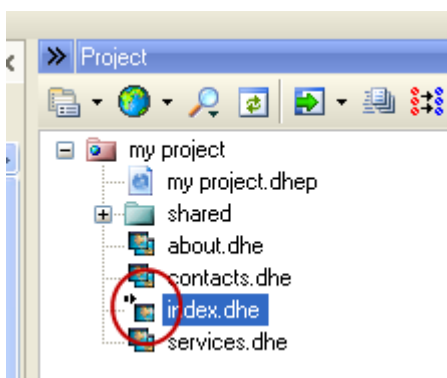 Project
my project
my project.dhep
shared
about.dhe
contacts.dhe
index.dhe
services.dhe